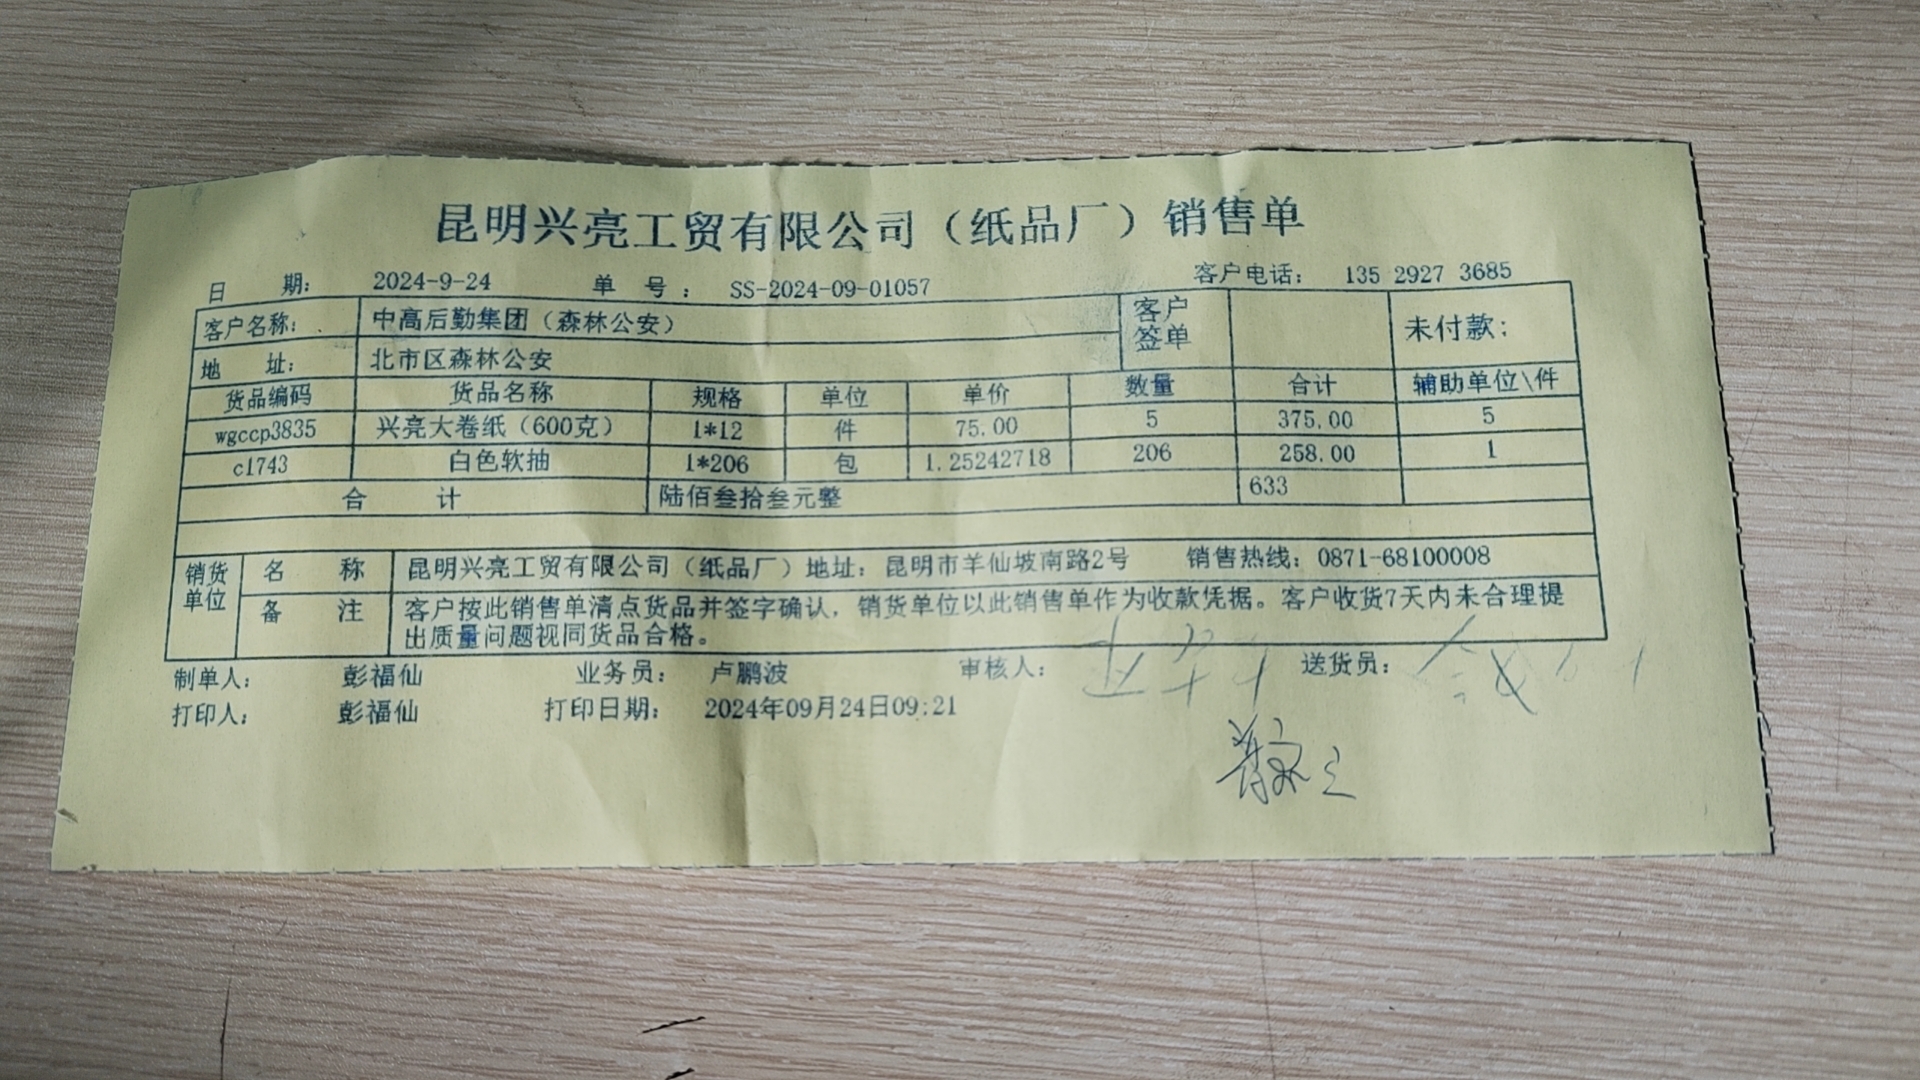 昆明兴亮工贸有限公司（纸品厂）销售单
日 期： 2024-9-24 单 号： SS-2024-09-01057 客户电话： 135 2927 3685
客户名称： 中高后勤集团（森林公安） 客户签单 未付款：
地 址： 北市区森林公安
货品编码 货品名称 规格 单位 单价 数量 合计 辅助单位\件
wgccp3835 兴亮大卷纸（600克） 1*12 件 75.00 5 375.00 5
c1743 白色软抽 1*206 包 1.25242718 206 258.00 1
合 计 陆佰叁拾叁元整 633
销货单位 名 称 昆明兴亮工贸有限公司（纸品厂）地址：昆明市羊仙坡南路2号 销售热线：0871-68100008
备 注 客户按此销售单清点货品并签字确认，销货单位以此销售单作为收款凭据。客户收货7天内未合理提
出质量问题视同货品合格。
制单人： 彭福仙 业务员： 卢鹏波 审核人： 送货员：
打印人： 彭福仙 打印日期： 2024年09月24日09:21